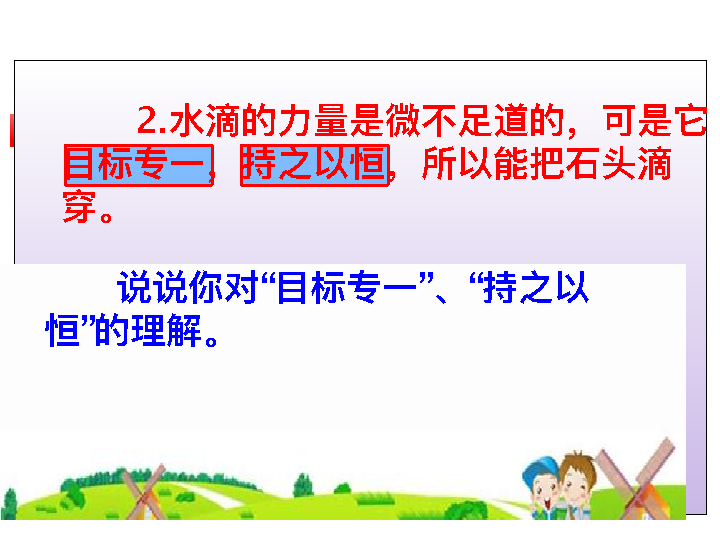 2.水滴的力量是微不足道的，可是它
目标专一，持之以恒，所以能把石头滴
穿。
说说你对“目标专一”、“持之以
恒”的理解。